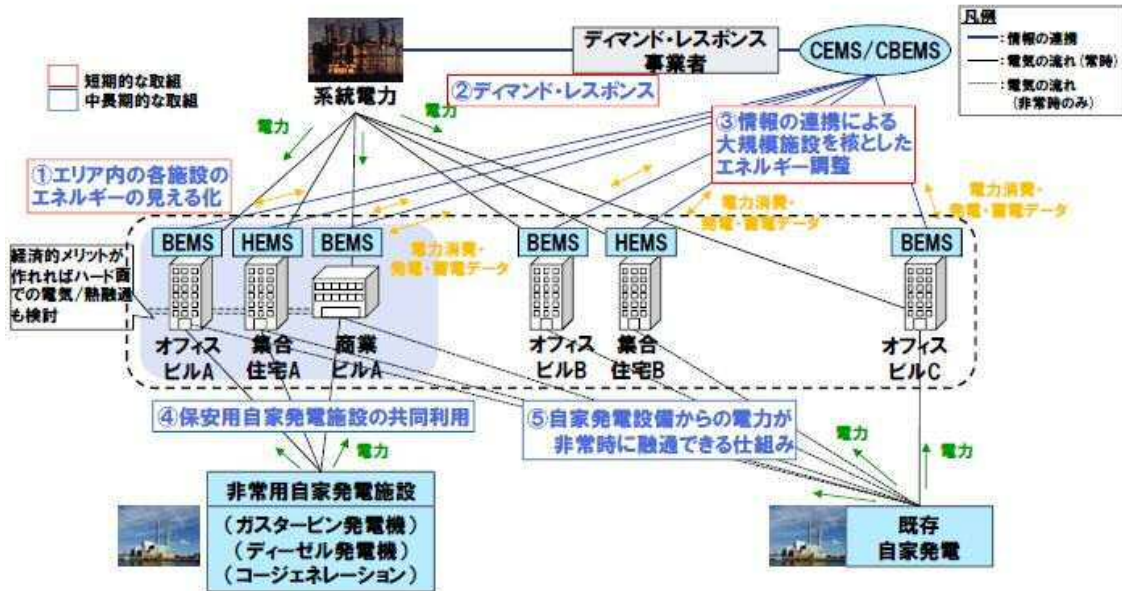 凡例
：情報の連携
：電気の流れ(常時)
：電気の流れ
(非常時のみ)
短期的な取組
中長期的な取組
系統電力
ディマンド・レスポンス
事業者
CEMS/CBEMS
②ディマンド・レスポンス
③情報の連携による
大規模施設を核とした
エネルギー調整
電力
①エリア内の各施設の
エネルギーの見える化
電力消費・
発電・蓄電データ
電力消費・
発電・蓄電データ
電力消費・
発電・蓄電データ
経済的メリットが
作れればハード面
での電気/熱融通
も検討
BEMS
HEMS
BEMS
BEMS
HEMS
BEMS
オフィス
ビルA
集合
住宅A
商業
ビルA
オフィス
ビルB
集合
住宅B
オフィス
ビルC
④保安用自家発電施設の共同利用
⑤自家発電設備からの電力が
非常時に融通できる仕組み
電力
電力
電力
非常用自家発電施設
(ガスタービン発電機)
(ディーゼル発電機)
(コージェネレーション)
既存
自家発電